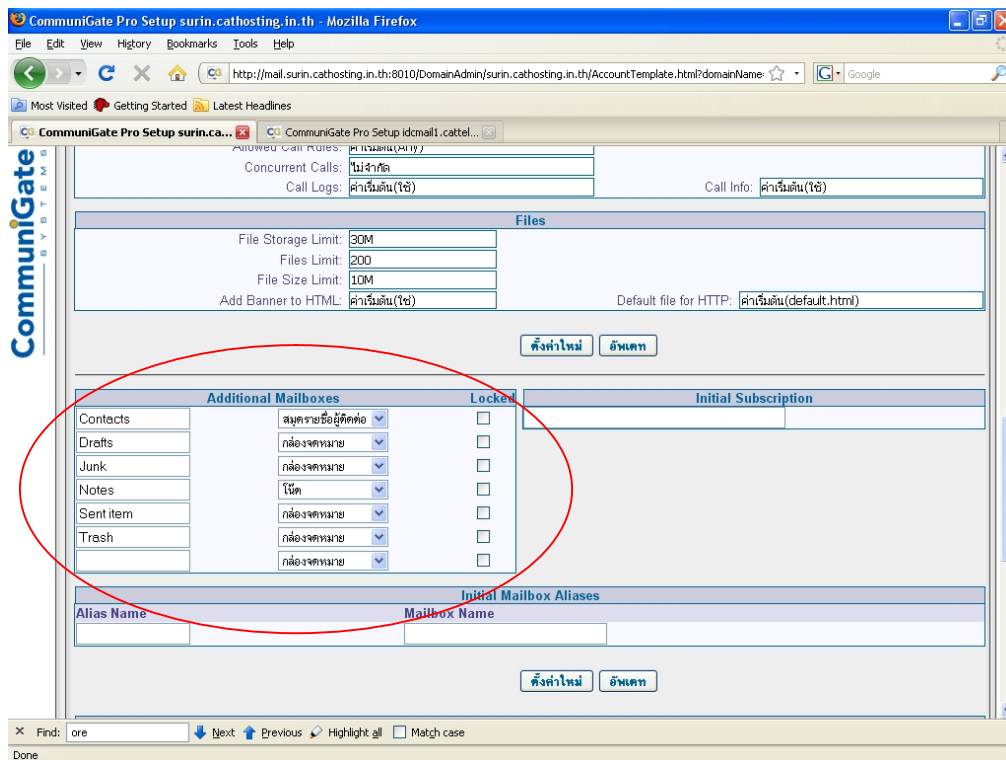 CommuniGate Pro Setup surin.cathosting.in.th - Mozilla Firefox
File Edit View History Bookmarks Tools Help
http://mail.surin.cathosting.in.th:8010/DomainAdmin/surin.cathosting.in.th/AccountTemplate.html?domainName= Google
Most Visited Getting Started Latest Headlines
CommuniGate Pro Setup surin.ca... CommuniGate Pro Setup idcmail1.cattel...
CommuniGate
SYSTEMS
Allowed Call Rules: ค่าเริ่มต้น(Any)
Concurrent Calls: ไม่จำกัด
Call Logs: ค่าเริ่มต้น(ใช้) Call Info: ค่าเริ่มต้น(ใช้)
Files
File Storage Limit: 30M
Files Limit: 200
File Size Limit: 10M
Add Banner to HTML: ค่าเริ่มต้น(ใช้) Default file for HTTP: ค่าเริ่มต้น(default.html)
ตั้งค่าใหม่ อัพเดท
Additional Mailboxes Locked Initial Subscription
Contacts สมุดรายชื่อผู้ติดต่อ
Drafts กล่องจดหมาย
Junk กล่องจดหมาย
Notes โน๊ต
Sent item กล่องจดหมาย
Trash กล่องจดหมาย
กล่องจดหมาย
Initial Mailbox Aliases
Alias Name Mailbox Name
ตั้งค่าใหม่ อัพเดท
Find: ore Next Previous Highlight all Match case
Done